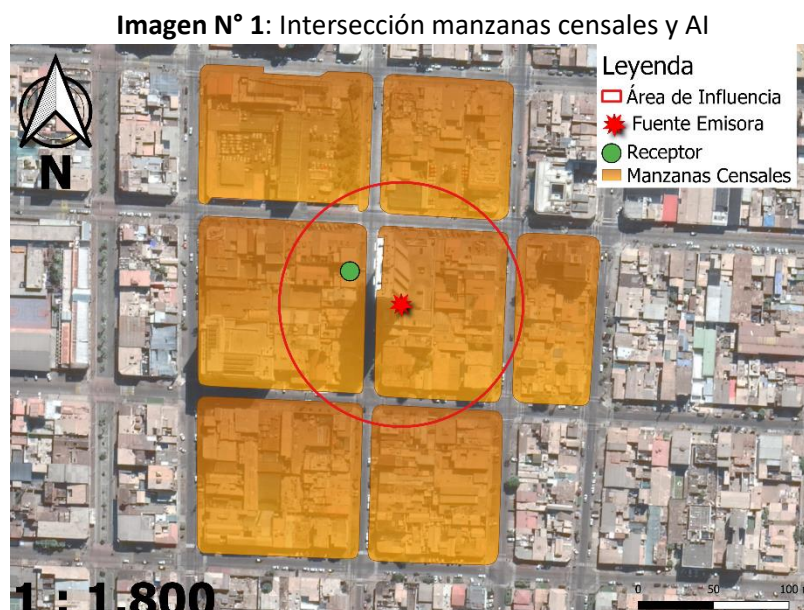 Imagen N° 1: Intersección manzanas censales y AI
Leyenda
Área de Influencia
Fuente Emisora
Receptor
Manzanas Censales
N
1 : 1.800
0 50 100